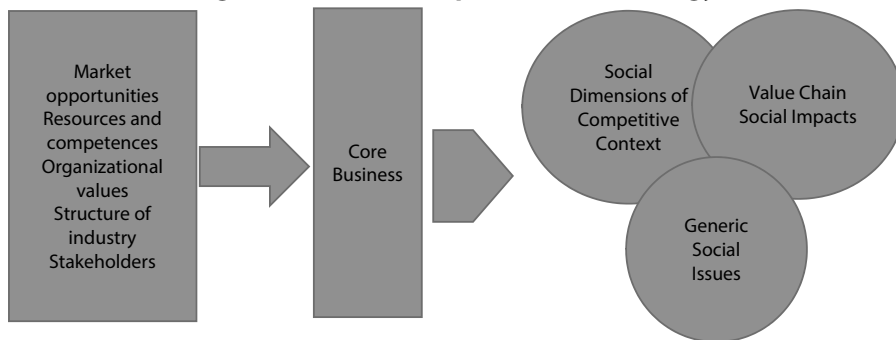 Market
opportunities
Resources and
competences
Organizational
values
Structure of
industry
Stakeholders
Core
Business
Social
Dimensions of
Competitive
Context
Value Chain
Social Impacts
Generic
Social
Issues